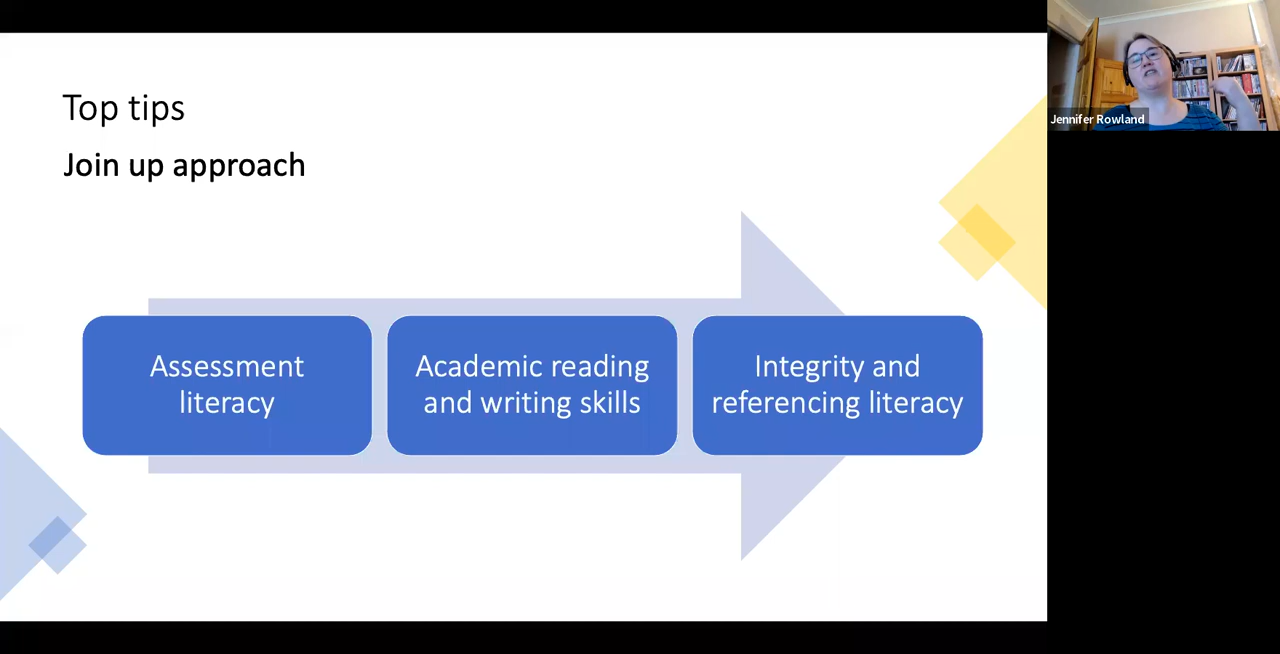 Top tips
Join up approach
Assessment
literacy
Academic reading
and writing skills
Integrity and
referencing literacy
Jennifer Rowland